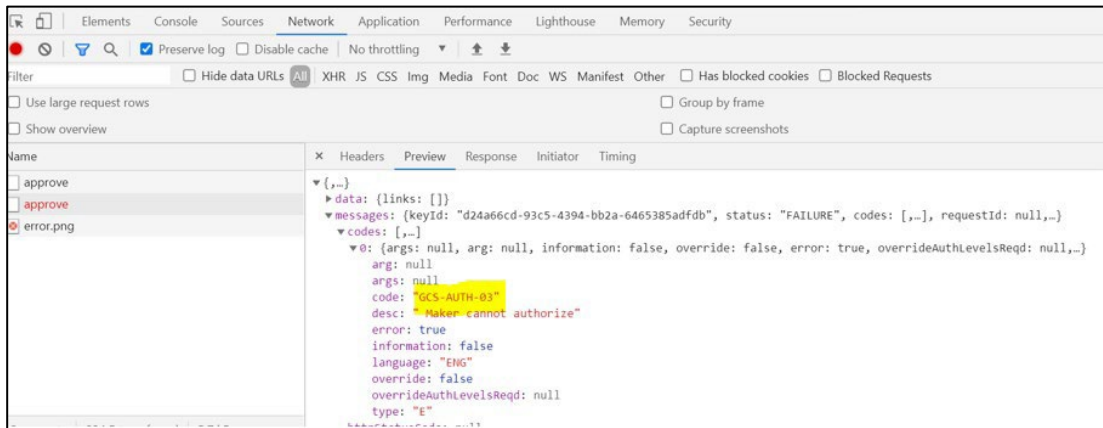 Elements Console Sources Network Application Performance Lighthouse Memory Security
Preserve log Disable cache No throttling
Filter Hide data URLs All XHR JS CSS Img Media Font Doc WS Manifest Other Has blocked cookies Blocked Requests
Use large request rows Group by frame
Show overview Capture screenshots
Name × Headers Preview Response Initiator Timing
approve
approve
error.png
▼{,…}
▶data: {links: []}
▼messages: {keyId: "d24a66cd-93c5-4394-bb2a-6465385adfdb", status: "FAILURE", codes: [,…], requestId: null,…}
▼codes: [,…]
▼0: {args: null, arg: null, information: false, override: false, error: true, overrideAuthLevelsReqd: null,…}
arg: null
args: null
code: "GCS-AUTH-03"
desc: " Maker cannot authorize"
error: true
information: false
language: "ENG"
override: false
overrideAuthLevelsReqd: null
type: "E"